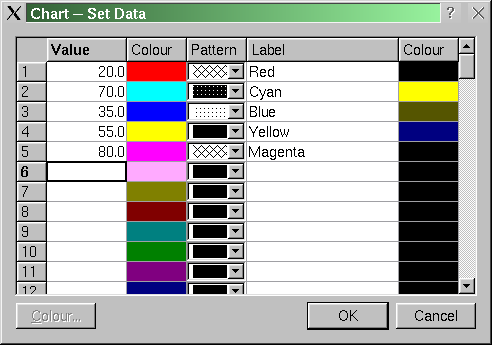 Chart – Set Data
Value Colour Pattern Label Colour
1 20.0 Red
2 70.0 Cyan
3 35.0 Blue
4 55.0 Yellow
5 80.0 Magenta
6
7
8
9
10
11
12
Colour... OK Cancel